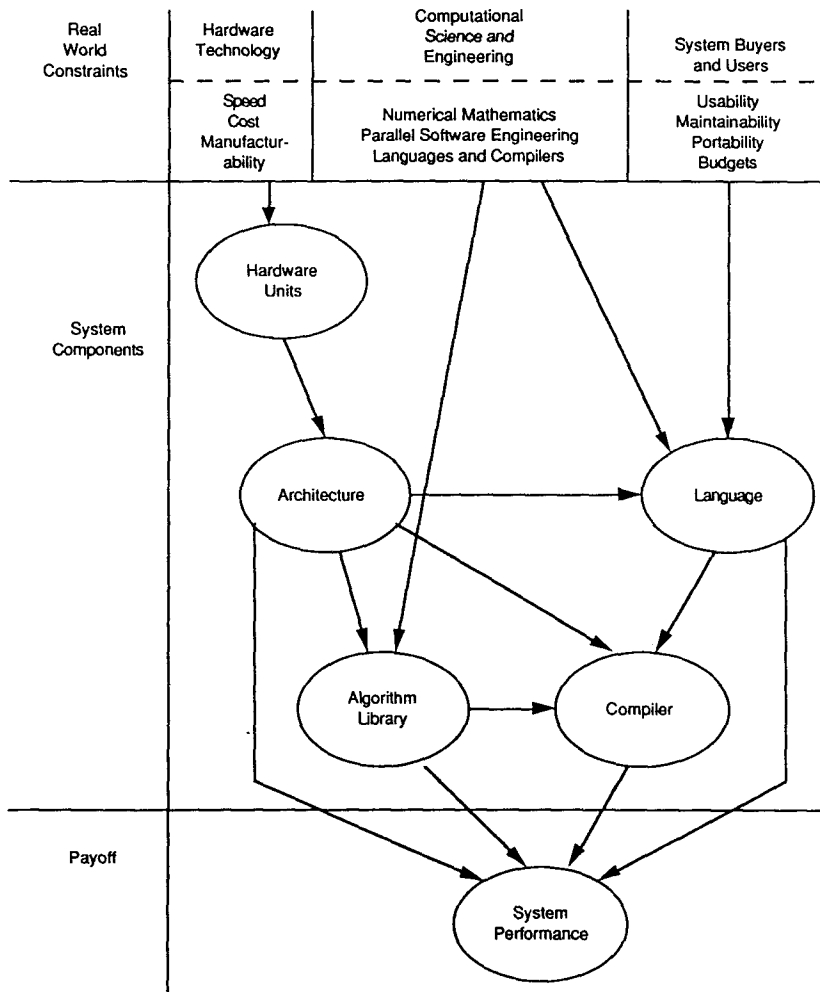 Real
World
Constraints
Hardware
Technology
Computational
Science and
Engineering
System Buyers
and Users
Speed
Cost
Manufactur-
ability
Numerical Mathematics
Parallel Software Engineering
Languages and Compilers
Usability
Maintainability
Portability
Budgets
Hardware
Units
System
Components
Architecture
Language
Algorithm
Library
Compiler
Payoff
System
Performance